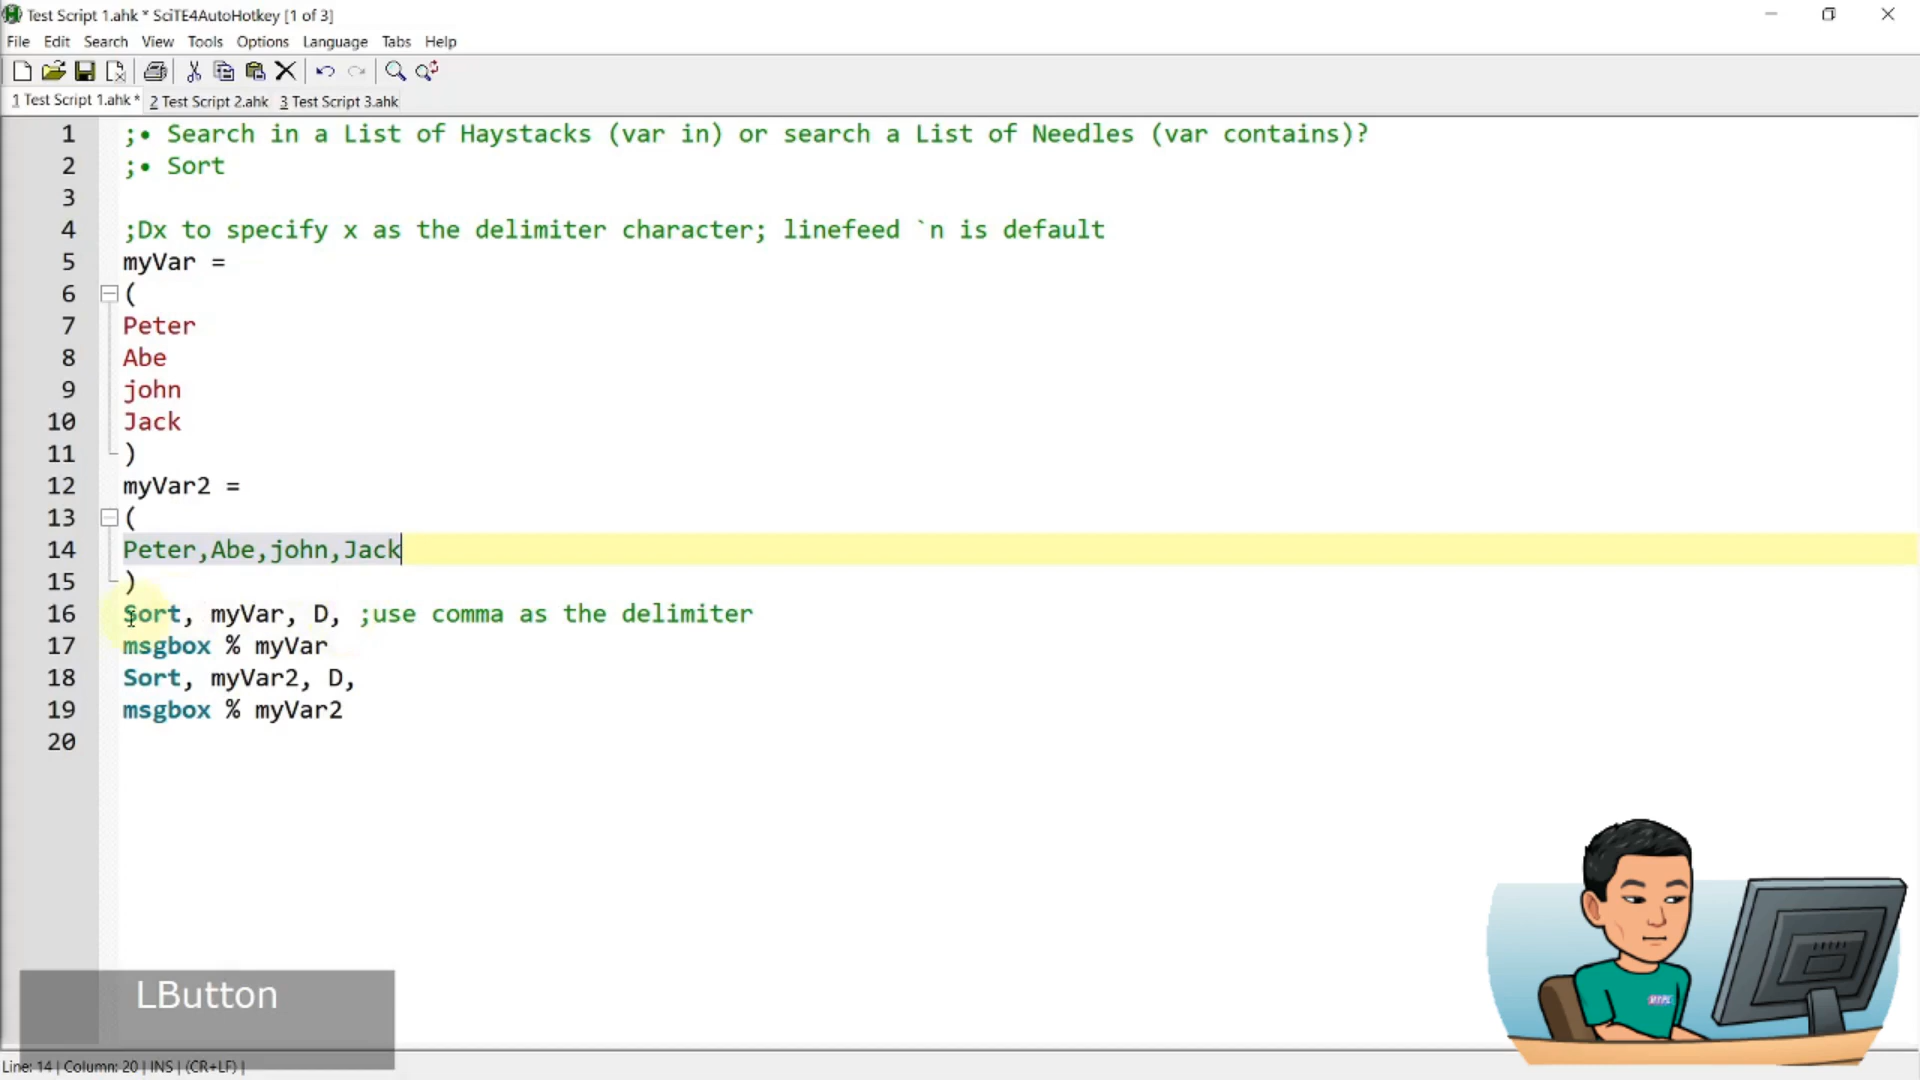 Test Script 1.ahk * SciTE4AutoHotkey [1 of 3]
File Edit Search View Tools Options Language Tabs Help
1 Test Script 1.ahk * 2 Test Script 2.ahk 3 Test Script 3.ahk
1 ;• Search in a List of Haystacks (var in) or search a List of Needles (var contains)?
2 ;• Sort
3
4 ;Dx to specify x as the delimiter character; linefeed `n is default
5 myVar =
6 (
7 Peter
8 Abe
9 john
10 Jack
11 )
12 myVar2 =
13 (
14 Peter,Abe,john,Jack
15 )
16 Sort, myVar, D, ;use comma as the delimiter
17 msgbox % myVar
18 Sort, myVar2, D,
19 msgbox % myVar2
20
LButton
Line: 14 | Column: 20 | INS | (CR+LF) |